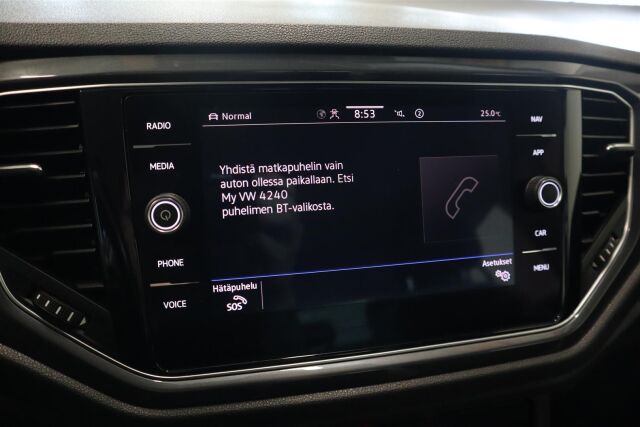 RADIO
MEDIA
PHONE
VOICE
Normal
8:53
2
25.0°C
Yhdistä matkapuhelin vain
auton ollessa paikallaan. Etsi
My VW 4240
puhelimen BT-valikosta.
Hätäpuhelu
SOS
Asetukset
NAV
APP
CAR
MENU